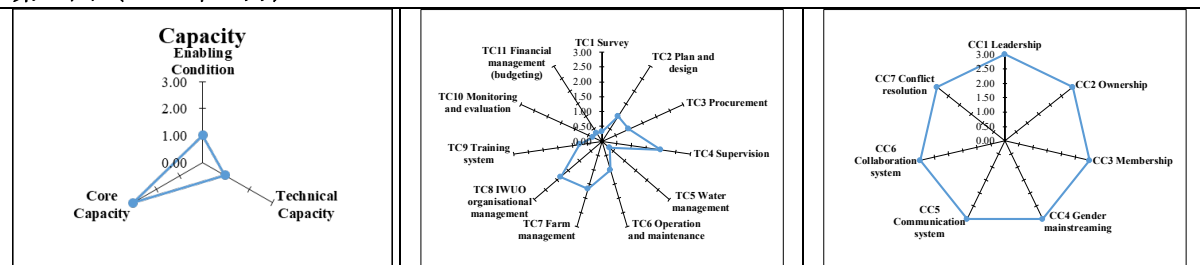 Capacity
Enabling
Condition
3.00
2.00
1.00
0.00
Core
Capacity
Technical
Capacity
TC1 Survey
3.00
2.50
2.00
1.50
1.00
0.50
0.00
TC2 Plan and
design
TC3 Procurement
TC4 Supervision
TC5 Water
management
TC6 Operation
and maintenance
TC7 Farm
management
TC8 IWUO
organisational
management
TC9 Training
system
TC10 Monitoring
and evaluation
TC11 Financial
management
(budgeting)
CC1 Leadership
3.00
2.50
2.00
1.50
1.00
0.50
0.00
CC2 Ownership
CC3 Membership
CC4 Gender
mainstreaming
CC5
Communication
system
CC6
Collaboration
system
CC7 Conflict
resolution